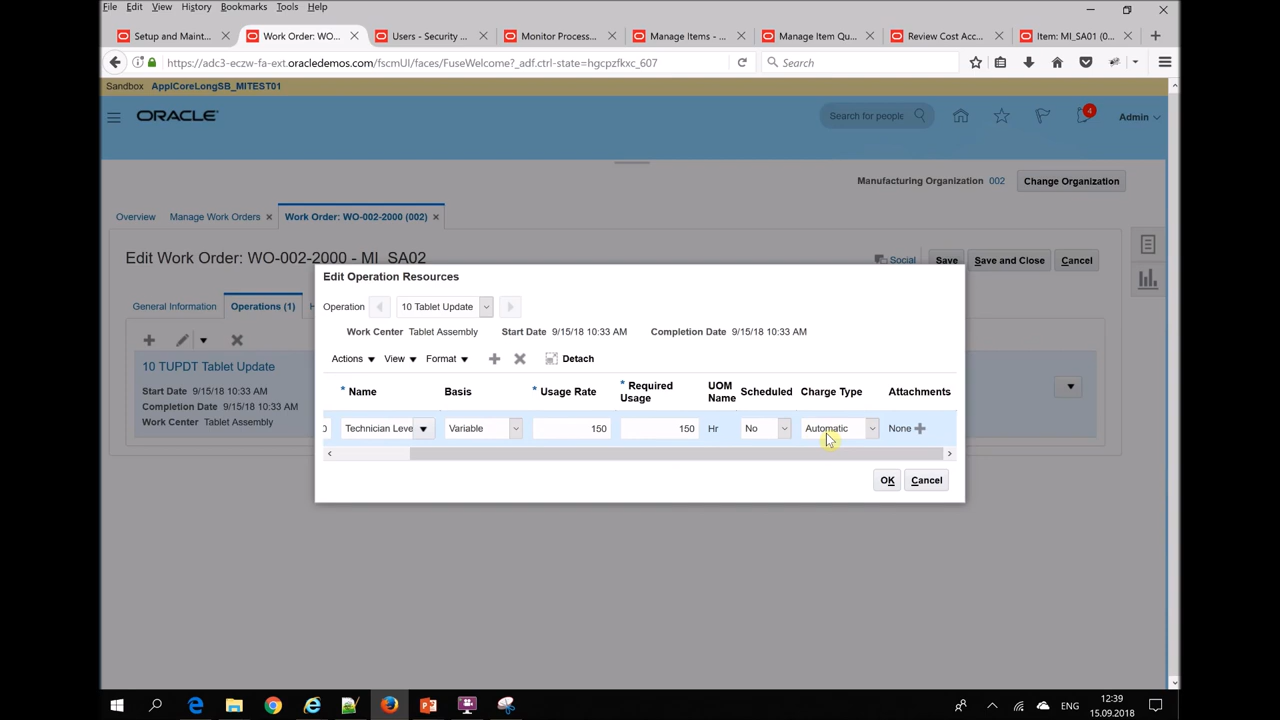 File Edit View History Bookmarks Tools Help
Setup and Maint... Work Order: WO... Users - Security ... Monitor Process... Manage Items - ... Manage Item Qu... Review Cost Acc... Item: MI_SA01 (0...
https://adc3-eczw-fa-ext.oracledemos.com/fscmUI/faces/FuseWelcome?_adf.ctrl-state=hgcpzfkxc_607 Search
Sandbox ApplCoreLongSB_MITEST01
ORACLE Search for people 4 Admin
Manufacturing Organization 002 Change Organization
Overview Manage Work Orders Work Order: WO-002-2000 (002)
Edit Work Order: WO-002-2000 - MI_SA02 Social Save Save and Close Cancel
Edit Operation Resources
General Information Operations (1)
Operation 10 Tablet Update
Work Center Tablet Assembly Start Date 9/15/18 10:33 AM Completion Date 9/15/18 10:33 AM
10 TUPDT Tablet Update
Actions View Format Detach
Start Date 9/15/18 10:33 AM
Completion Date 9/15/18 10:33 AM
Work Center Tablet Assembly
* Name Basis * Usage Rate * Required Usage UOM Name Scheduled Charge Type Attachments
0 Technician Leve Variable 150 150 Hr No Automatic None
OK Cancel
ENG 12:39
15.09.2018